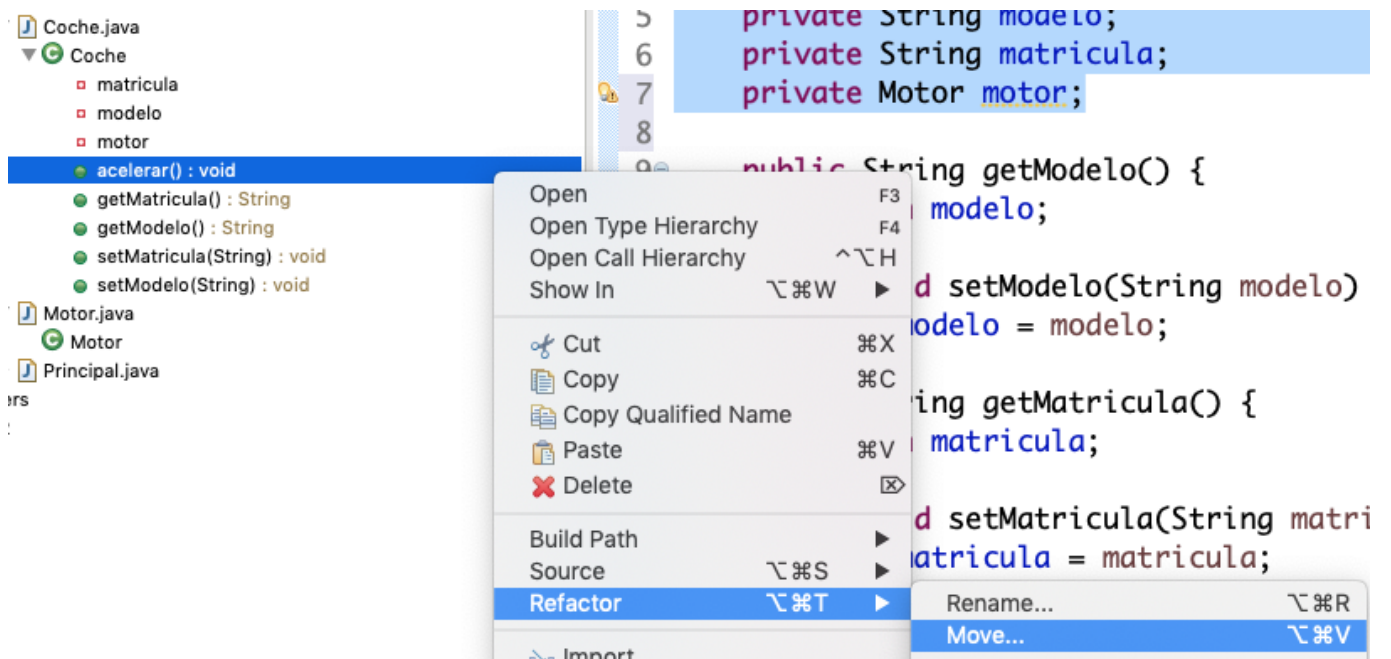 Coche.java
Coche
matricula
modelo
motor
acelerar() : void
getMatricula() : String
getModelo() : String
setMatricula(String) : void
setModelo(String) : void
Motor.java
Motor
Principal.java
ers
Open F3
Open Type Hierarchy F4
Open Call Hierarchy ^⌥H
Show In ⌥⌘W ▶
Cut ⌘X
Copy ⌘C
Copy Qualified Name
Paste ⌘V
Delete ⌦
Build Path ▶
Source ⌥⌘S ▶
Refactor ⌥⌘T ▶
Import
Rename... ⌥⌘R
Move... ⌥⌘V
5 private String modelo;
6 private String matricula;
7 private Motor motor;
8
9 public String getModelo() {
modelo;
d setModelo(String modelo)
odelo = modelo;
ing getMatricula() {
matricula;
d setMatricula(String matri
atricula = matricula;